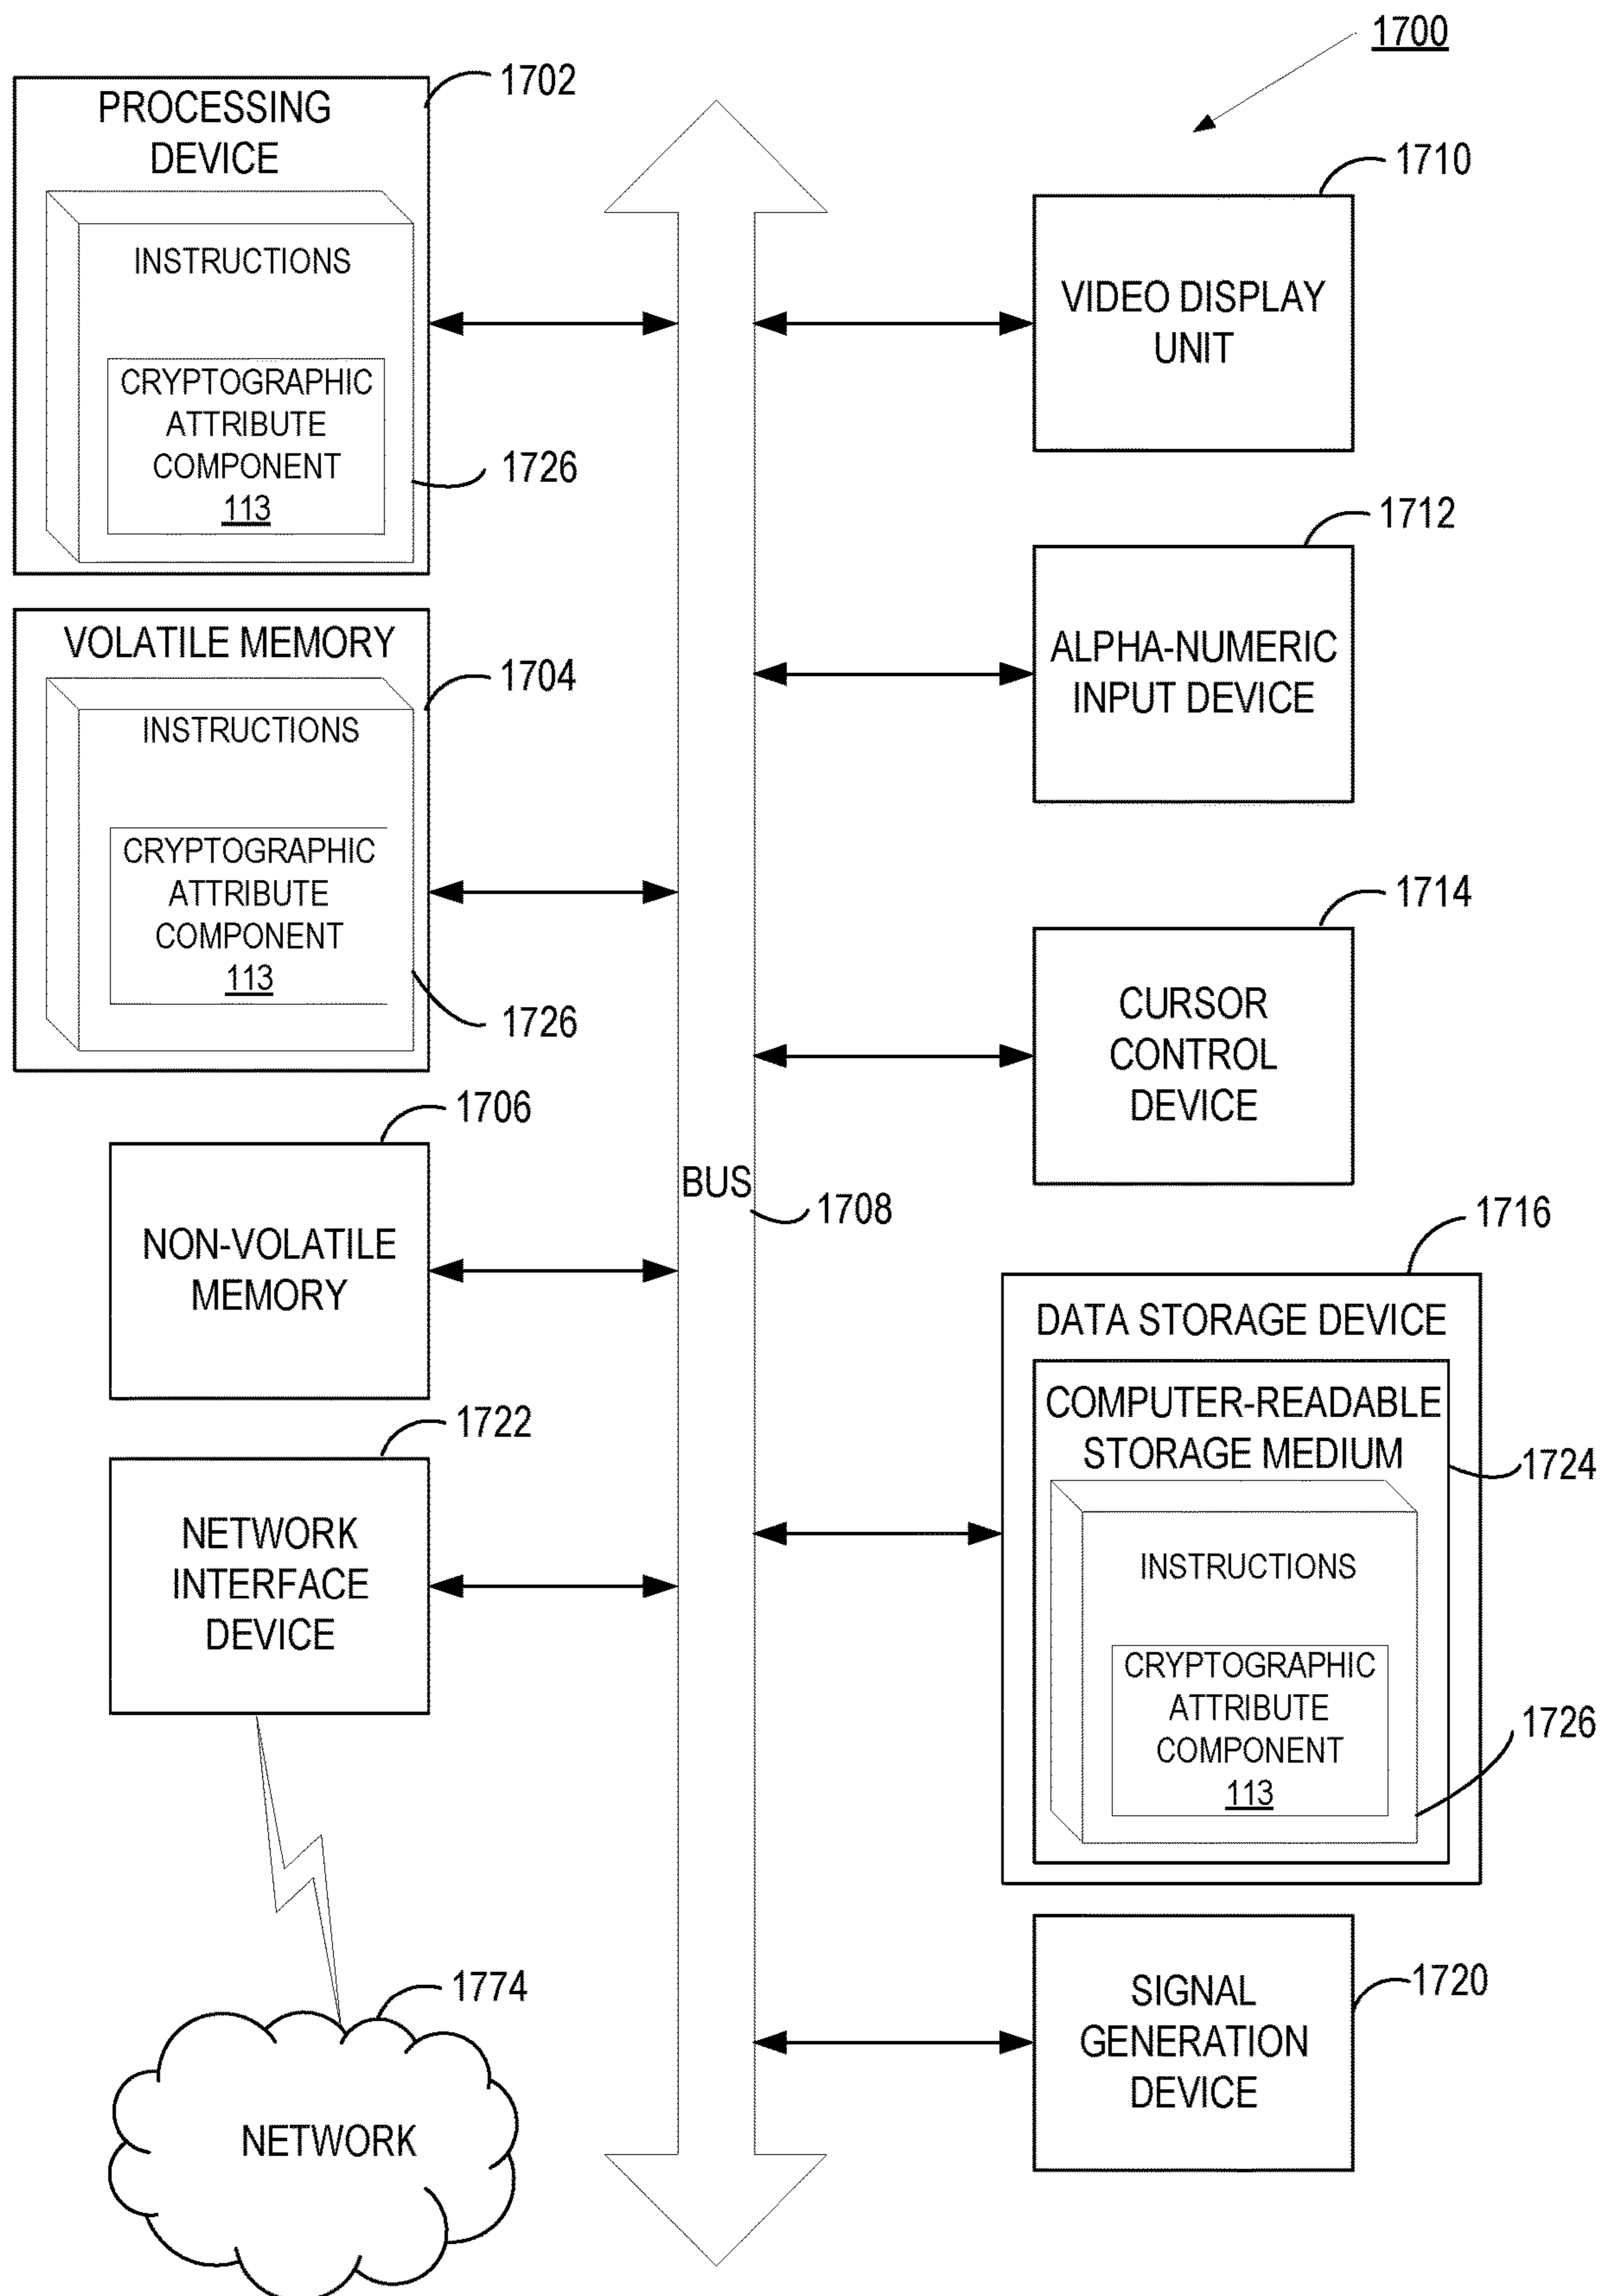 1700
1702
PROCESSING
DEVICE
INSTRUCTIONS
CRYPTOGRAPHIC
ATTRIBUTE
COMPONENT
113
1726
VOLATILE MEMORY
1704
INSTRUCTIONS
CRYPTOGRAPHIC
ATTRIBUTE
COMPONENT
113
1726
1706
NON-VOLATILE
MEMORY
1722
NETWORK
INTERFACE
DEVICE
1774
NETWORK
BUS
1708
1710
VIDEO DISPLAY
UNIT
1712
ALPHA-NUMERIC
INPUT DEVICE
1714
CURSOR
CONTROL
DEVICE
1716
DATA STORAGE DEVICE
COMPUTER-READABLE
STORAGE MEDIUM
1724
INSTRUCTIONS
CRYPTOGRAPHIC
ATTRIBUTE
COMPONENT
113
1726
SIGNAL
GENERATION
DEVICE
1720